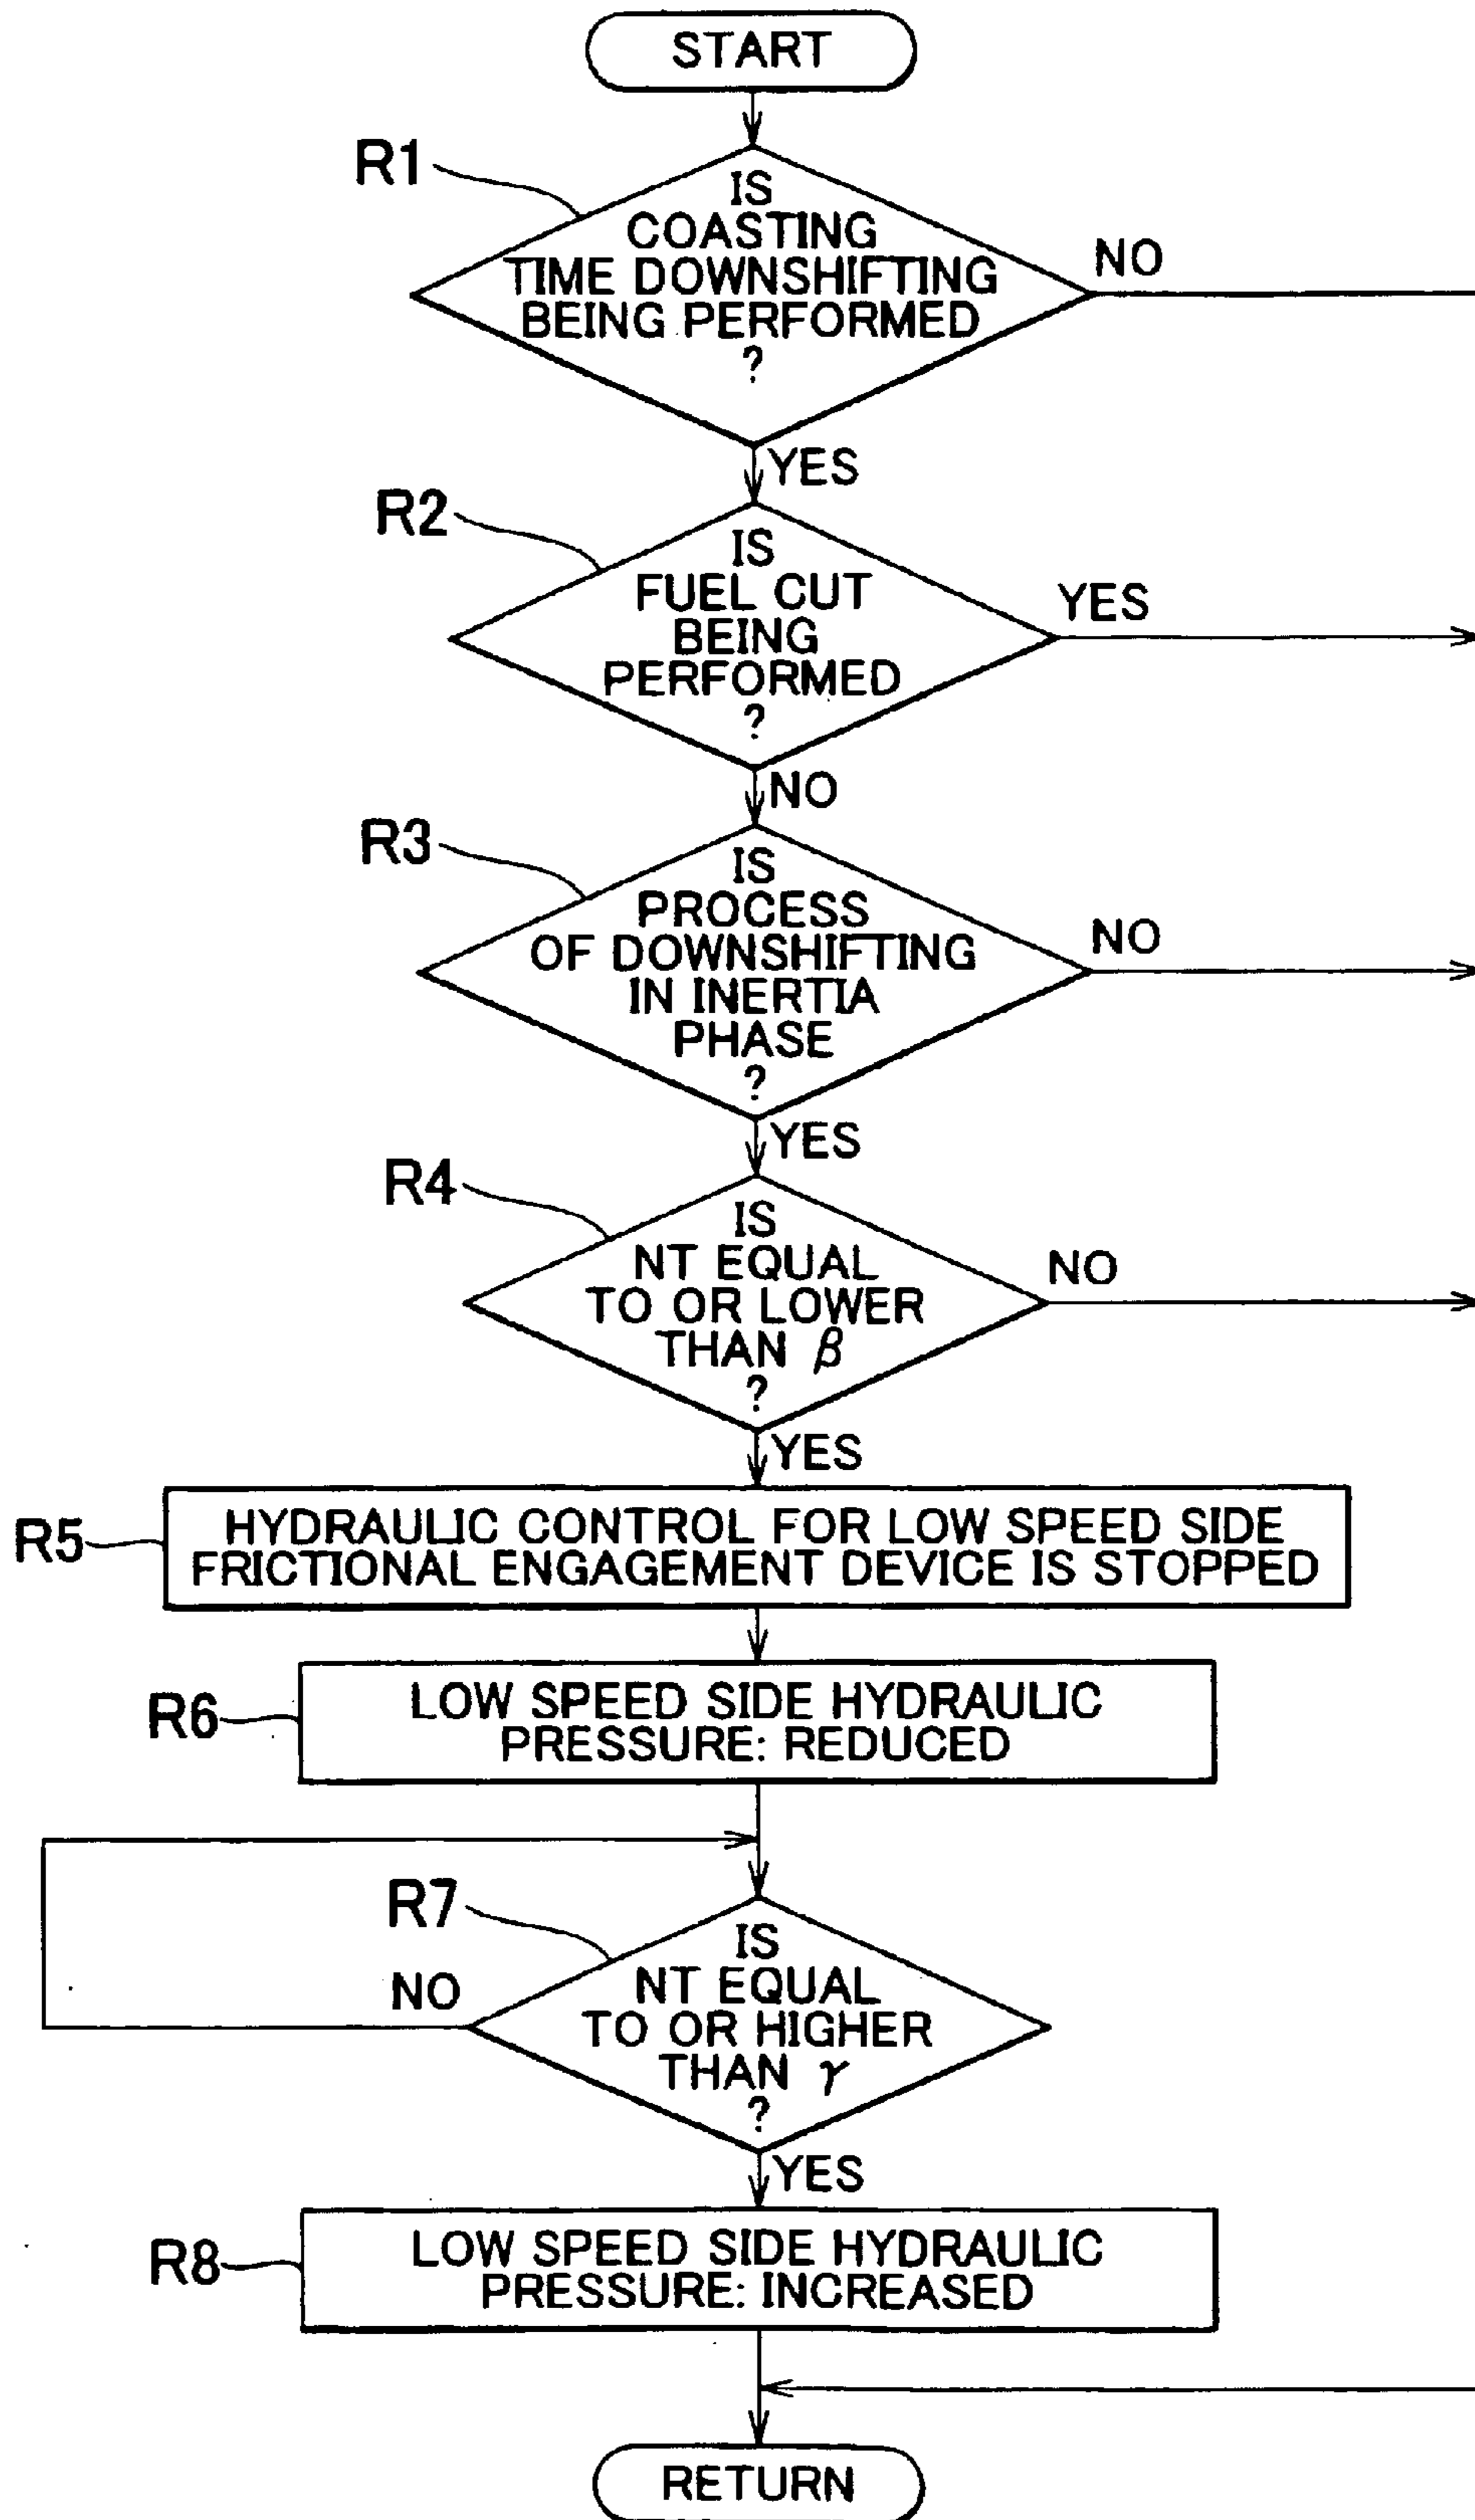 START
R1
IS
COASTING
TIME DOWNSHIFTING
BEING PERFORMED
?
NO
YES
R2
IS
FUEL CUT
BEING
PERFORMED
?
YES
NO
R3
IS
PROCESS
OF DOWNSHIFTING
IN INERTIA
PHASE
?
NO
YES
R4
IS
NT EQUAL
TO OR LOWER
THAN β
?
NO
YES
R5
HYDRAULIC CONTROL FOR LOW SPEED SIDE
FRICTIONAL ENGAGEMENT DEVICE IS STOPPED
R6
LOW SPEED SIDE HYDRAULIC
PRESSURE: REDUCED
R7
IS
NT EQUAL
TO OR HIGHER
THAN γ
?
NO
YES
R8
LOW SPEED SIDE HYDRAULIC
PRESSURE: INCREASED
RETURN